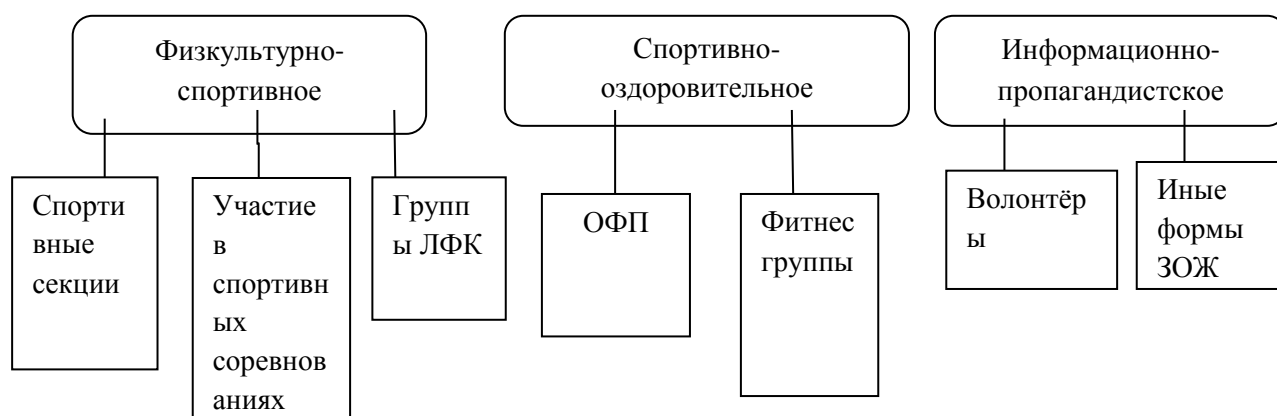 Физкультурно-
спортивное
Спортивно-
оздоровительное
Информационно-
пропагандистское
Спорти
вные
секции
Участие
в
спортивн
ых
соревнов
аниях
Групп
ы ЛФК
ОФП
Фитнес
группы
Волонтёр
ы
Иные
формы
ЗОЖ